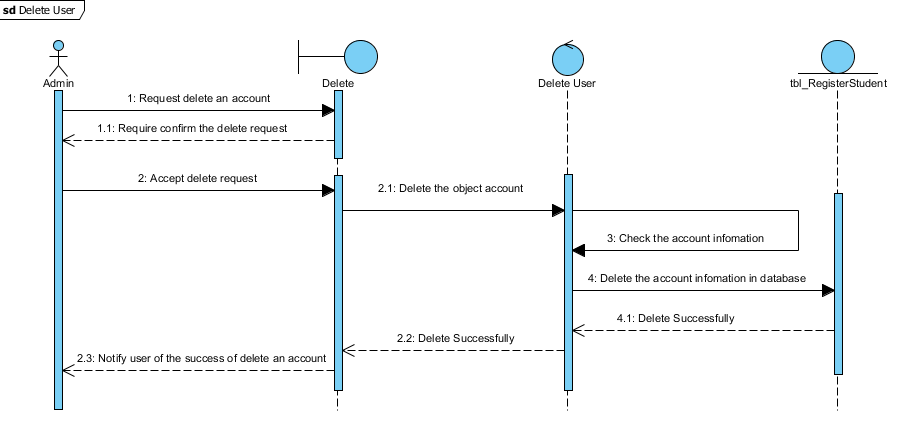 sd Delete User
Admin
Delete
Delete User
tbl_RegisterStudent
1: Request delete an account
1.1: Require confirm the delete request
2: Accept delete request
2.1: Delete the object account
3: Check the account infomation
4: Delete the account infomation in database
4.1: Delete Successfully
2.2: Delete Successfully
2.3: Notify user of the success of delete an account